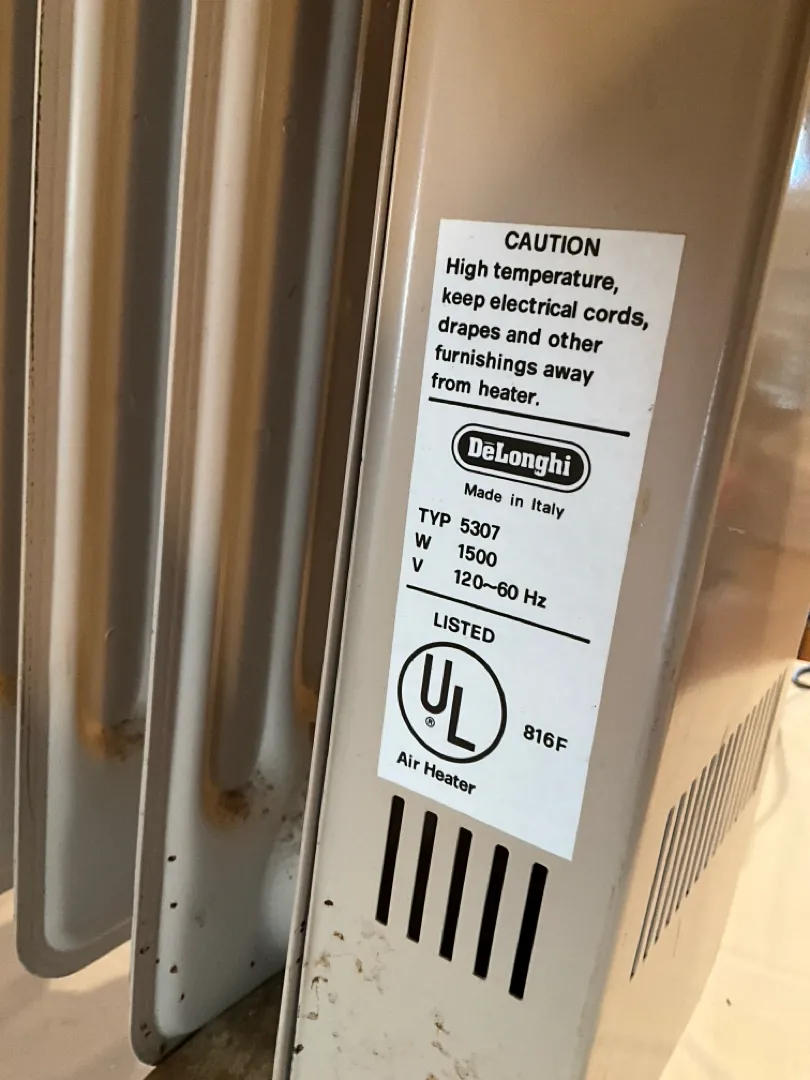 CAUTION
High temperature,
keep electrical cords,
drapes and other
furnishings away
from heater.
DeLonghi
Made in Italy
TYP 5307
W 1500
V 120~60 Hz
LISTED
UL
®
816F
Air Heater